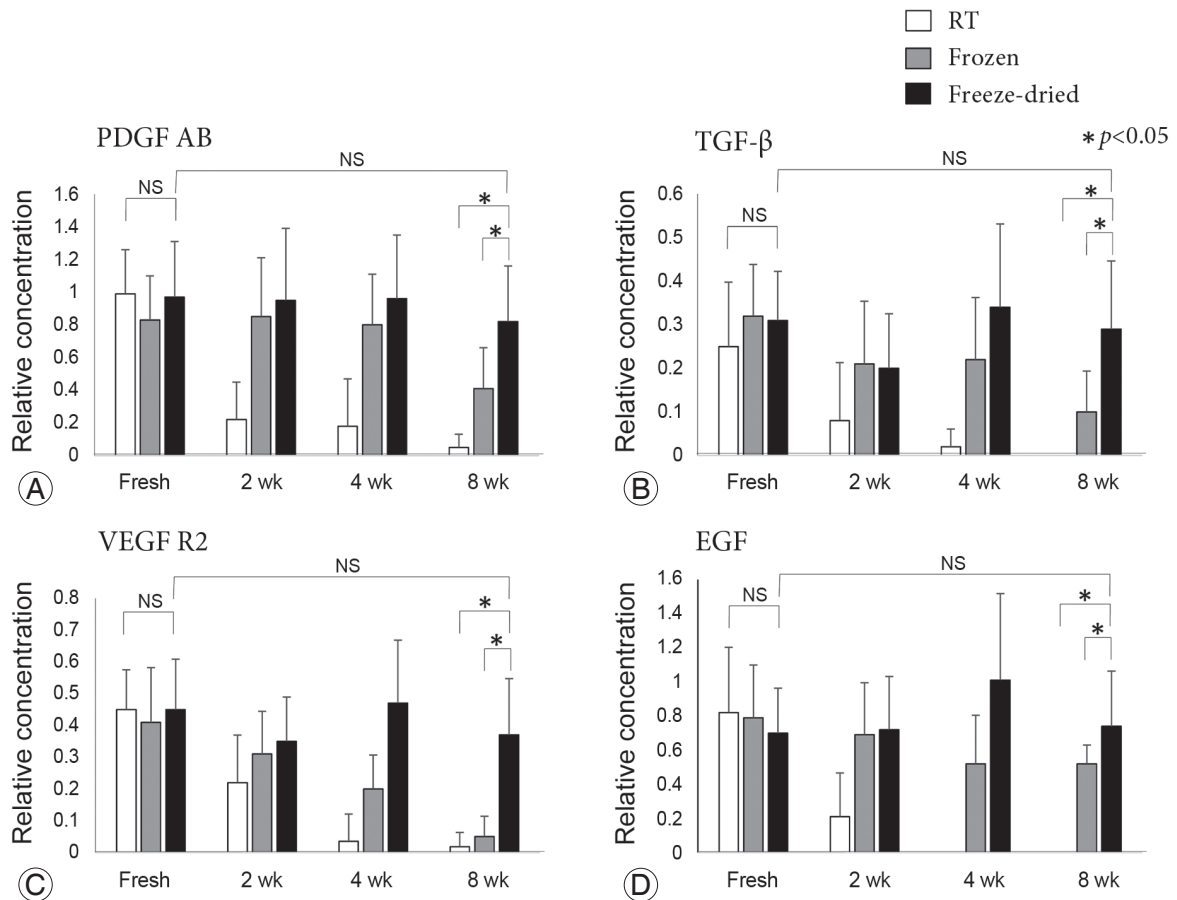 RT
Frozen
Freeze-dried
* p<0.05
PDGF AB
NS
NS
*
*
Relative concentration
1.6
1.4
1.2
1
0.8
0.6
0.4
0.2
0
Fresh 2 wk 4 wk 8 wk
A
TGF-β
NS
NS
*
*
Relative concentration
0.6
0.5
0.4
0.3
0.2
0.1
0
Fresh 2 wk 4 wk 8 wk
B
VEGF R2
NS
NS
*
*
Relative concentration
0.8
0.7
0.6
0.5
0.4
0.3
0.2
0.1
0
Fresh 2 wk 4 wk 8 wk
C
EGF
NS
NS
*
*
Relative concentration
1.6
1.4
1.2
1
0.8
0.6
0.4
0.2
0
Fresh 2 wk 4 wk 8 wk
D